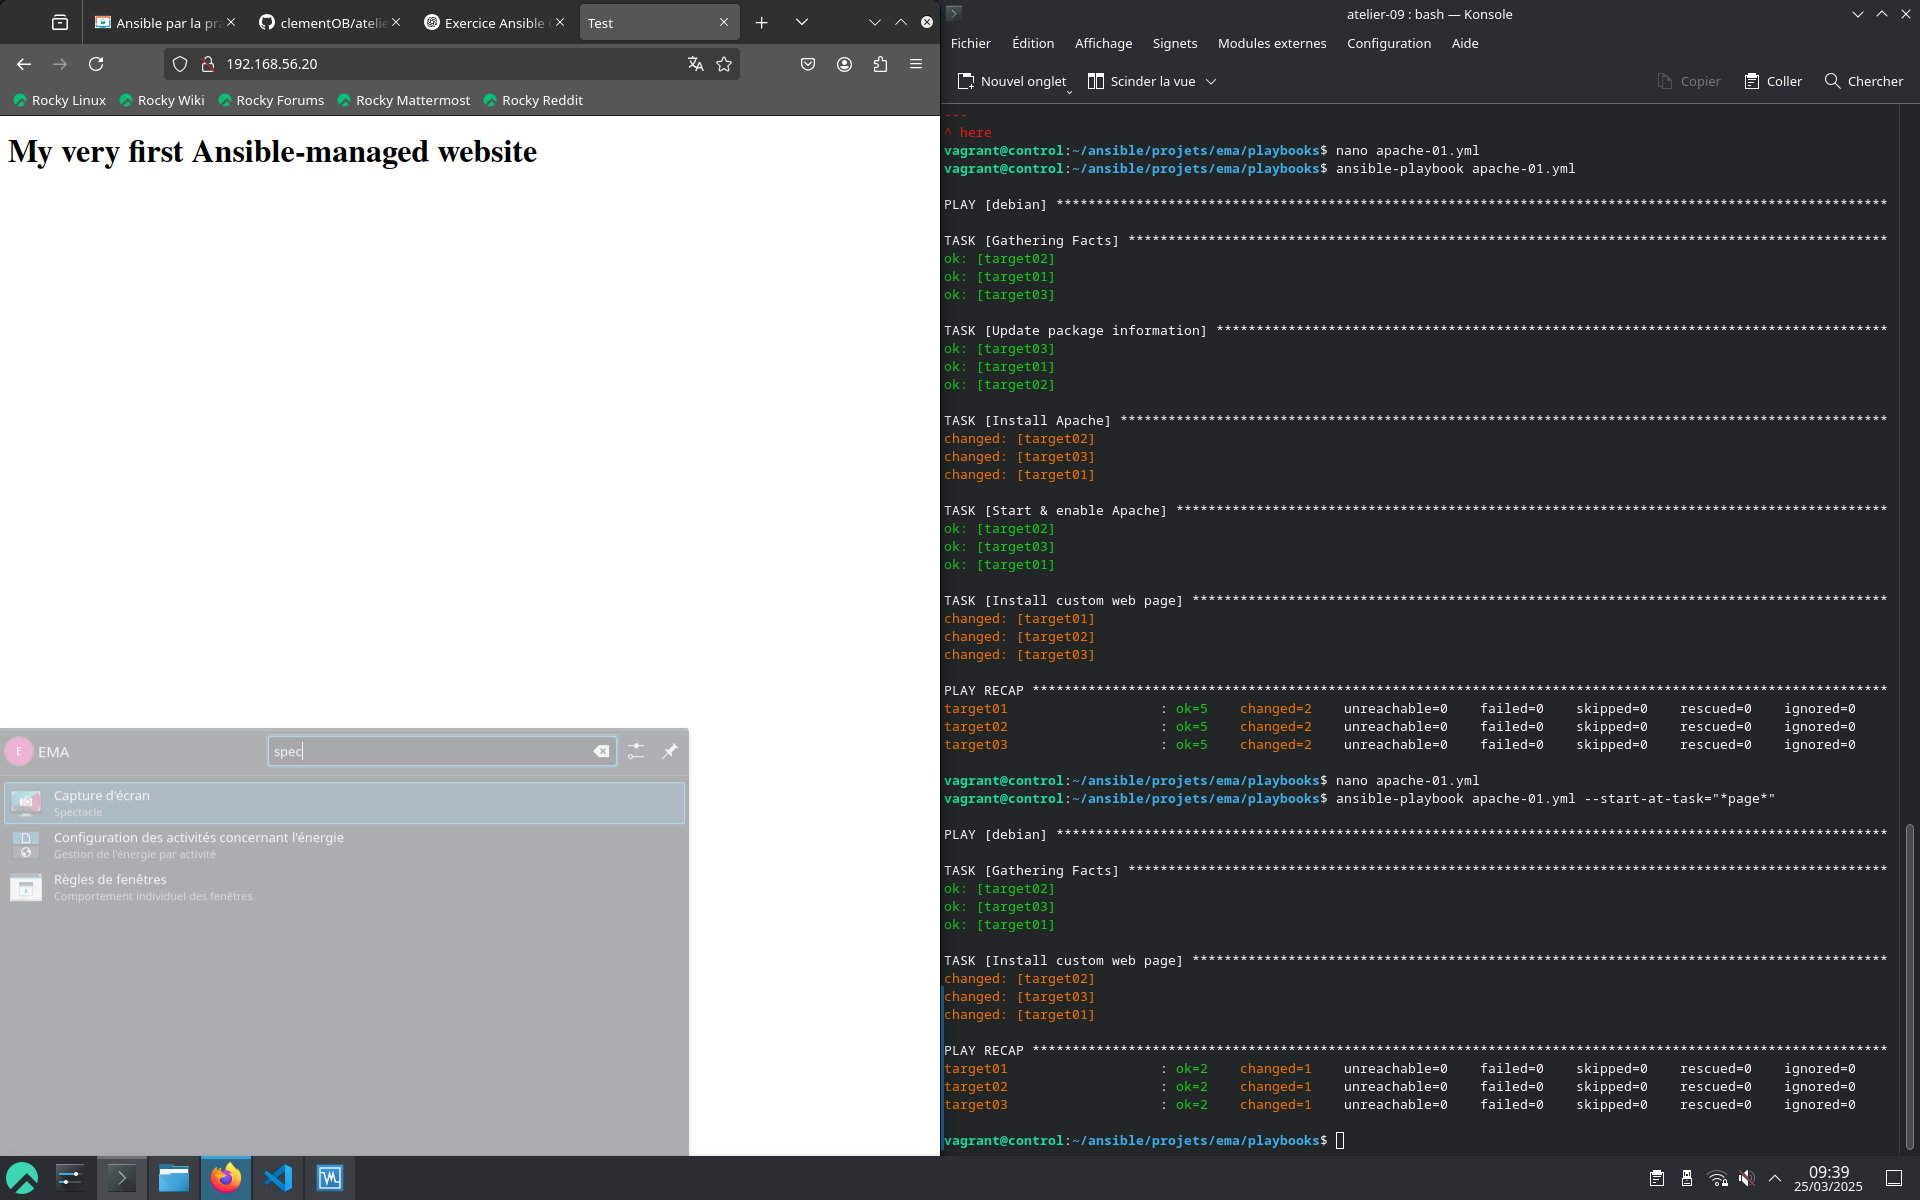 Ansible par la pra
clementOB/atelie
Exercice Ansible
Test
192.168.56.20
Rocky Linux
Rocky Wiki
Rocky Forums
Rocky Mattermost
Rocky Reddit
My very first Ansible-managed website
E
EMA
spec
Capture d'écran
Spectacle
Configuration des activités concernant l'énergie
Gestion de l'énergie par activité
Règles de fenêtres
Comportement individuel des fenêtres
atelier-09 : bash — Konsole
Fichier Édition Affichage Signets Modules externes Configuration Aide
Nouvel onglet
Scinder la vue
Copier
Coller
Chercher
---
^ here
vagrant@control:~/ansible/projets/ema/playbooks$ nano apache-01.yml
vagrant@control:~/ansible/projets/ema/playbooks$ ansible-playbook apache-01.yml
PLAY [debian] ********************************************************************************************************
TASK [Gathering Facts] ***********************************************************************************************
ok: [target02]
ok: [target01]
ok: [target03]
TASK [Update package information] ************************************************************************************
ok: [target03]
ok: [target01]
ok: [target02]
TASK [Install Apache] ************************************************************************************************
changed: [target02]
changed: [target03]
changed: [target01]
TASK [Start & enable Apache] *****************************************************************************************
ok: [target02]
ok: [target03]
ok: [target01]
TASK [Install custom web page] ***************************************************************************************
changed: [target01]
changed: [target02]
changed: [target03]
PLAY RECAP ***********************************************************************************************************
target01 : ok=5 changed=2 unreachable=0 failed=0 skipped=0 rescued=0 ignored=0
target02 : ok=5 changed=2 unreachable=0 failed=0 skipped=0 rescued=0 ignored=0
target03 : ok=5 changed=2 unreachable=0 failed=0 skipped=0 rescued=0 ignored=0
vagrant@control:~/ansible/projets/ema/playbooks$ nano apache-01.yml
vagrant@control:~/ansible/projets/ema/playbooks$ ansible-playbook apache-01.yml --start-at-task="*page*"
PLAY [debian] ********************************************************************************************************
TASK [Gathering Facts] ***********************************************************************************************
ok: [target02]
ok: [target03]
ok: [target01]
TASK [Install custom web page] ***************************************************************************************
changed: [target02]
changed: [target03]
changed: [target01]
PLAY RECAP ***********************************************************************************************************
target01 : ok=2 changed=1 unreachable=0 failed=0 skipped=0 rescued=0 ignored=0
target02 : ok=2 changed=1 unreachable=0 failed=0 skipped=0 rescued=0 ignored=0
target03 : ok=2 changed=1 unreachable=0 failed=0 skipped=0 rescued=0 ignored=0
vagrant@control:~/ansible/projets/ema/playbooks$
09:39
25/03/2025